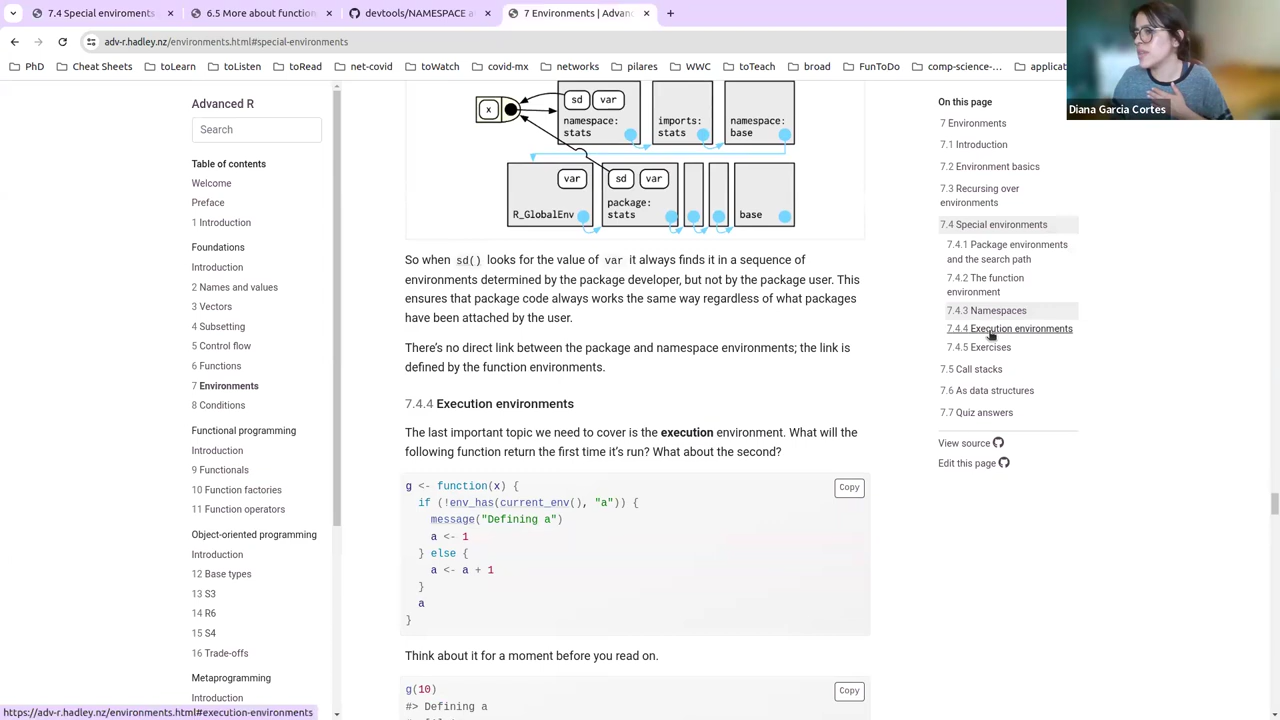 7.4 Special environments
6.5 More about function
devtools/NAMESPACE a
7 Environments | Advan
adv-r.hadley.nz/environments.html#special-environments
PhD
Cheat Sheets
toLearn
toListen
toRead
net-covid
toWatch
covid-mx
networks
pilares
WWC
toTeach
broad
FunToDo
comp-science-...
applicat
Diana Garcia Cortes
Advanced R
Search
Table of contents
Welcome
Preface
1 Introduction
Foundations
Introduction
2 Names and values
3 Vectors
4 Subsetting
5 Control flow
6 Functions
7 Environments
8 Conditions
Functional programming
Introduction
9 Functionals
10 Function factories
11 Function operators
Object-oriented programming
Introduction
12 Base types
13 S3
14 R6
15 S4
16 Trade-offs
Metaprogramming
Introduction
x
sd var
namespace:
stats
imports:
stats
namespace:
base
var
R_GlobalEnv
sd var
package:
stats
base
So when sd() looks for the value of var it always finds it in a sequence of
environments determined by the package developer, but not by the package user. This
ensures that package code always works the same way regardless of what packages
have been attached by the user.
There's no direct link between the package and namespace environments; the link is
defined by the function environments.
7.4.4 Execution environments
The last important topic we need to cover is the execution environment. What will the
following function return the first time it's run? What about the second?
Copy
g <- function(x) {
if (!env_has(current_env(), "a")) {
message("Defining a")
a <- 1
} else {
a <- a + 1
}
a
}
Think about it for a moment before you read on.
Copy
g(10)
#> Defining a
On this page
7 Environments
7.1 Introduction
7.2 Environment basics
7.3 Recursing over
environments
7.4 Special environments
7.4.1 Package environments
and the search path
7.4.2 The function
environment
7.4.3 Namespaces
7.4.4 Execution environments
7.4.5 Exercises
7.5 Call stacks
7.6 As data structures
7.7 Quiz answers
View source
Edit this page
https://adv-r.hadley.nz/environments.html#execution-environments